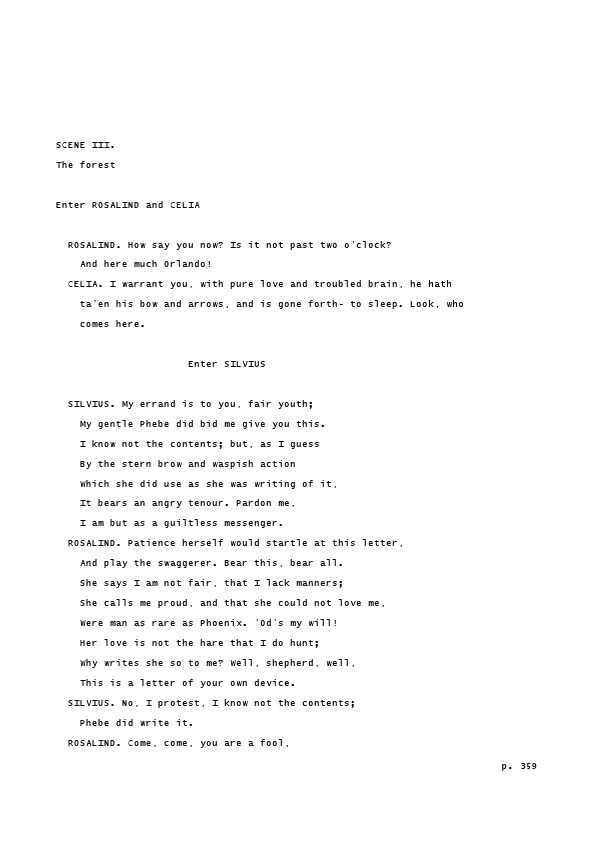 SCENE III.
The forest
Enter ROSALIND and CELIA
ROSALIND. How say you now? Is it not past two o'clock?
And here much Orlando!
CELIA. I warrant you, with pure love and troubled brain, he hath
ta'en his bow and arrows, and is gone forth- to sleep. Look, who
comes here.
Enter SILVIUS
SILVIUS. My errand is to you, fair youth;
My gentle Phebe did bid me give you this.
I know not the contents; but, as I guess
By the stern brow and waspish action
Which she did use as she was writing of it,
It bears an angry tenour. Pardon me,
I am but as a guiltless messenger.
ROSALIND. Patience herself would startle at this letter,
And play the swaggerer. Bear this, bear all.
She says I am not fair, that I lack manners;
She calls me proud, and that she could not love me,
Were man as rare as Phoenix. 'Od's my will!
Her love is not the hare that I do hunt;
Why writes she so to me? Well, shepherd, well,
This is a letter of your own device.
SILVIUS. No, I protest, I know not the contents;
Phebe did write it.
ROSALIND. Come, come, you are a fool,
p. 359